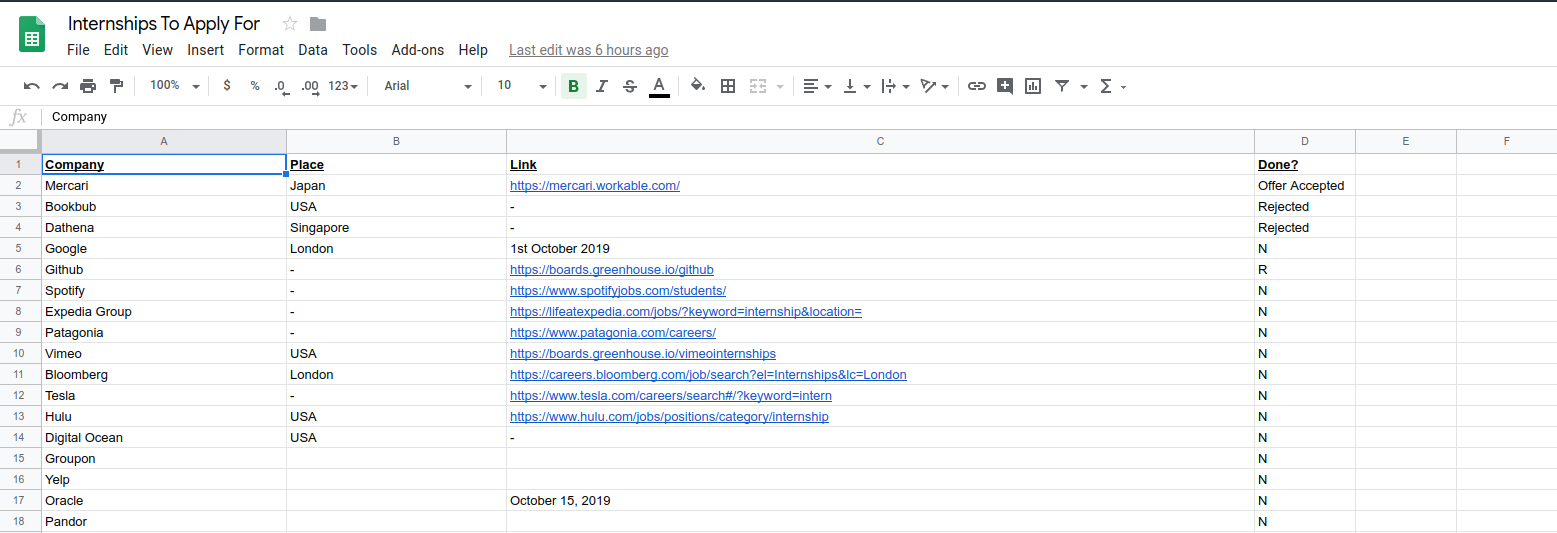 Internships To Apply For
File Edit View Insert Format Data Tools Add-ons Help Last edit was 6 hours ago
100% $ % .0 .00 123 Arial 10 B I S A Σ
fx Company
A B C D E F
1 Company Place Link Done?
2 Mercari Japan https://mercari.workable.com/ Offer Accepted
3 Bookbub USA - Rejected
4 Dathena Singapore - Rejected
5 Google London 1st October 2019 N
6 Github - https://boards.greenhouse.io/github R
7 Spotify - https://www.spotifyjobs.com/students/ N
8 Expedia Group - https://lifeatexpedia.com/jobs/?keyword=internship&location= N
9 Patagonia - https://www.patagonia.com/careers/ N
10 Vimeo USA https://boards.greenhouse.io/vimeointernships N
11 Bloomberg London https://careers.bloomberg.com/job/search?el=Internships&lc=London N
12 Tesla - https://www.tesla.com/careers/search#/?keyword=intern N
13 Hulu USA https://www.hulu.com/jobs/positions/category/internship N
14 Digital Ocean USA - N
15 Groupon N
16 Yelp N
17 Oracle October 15, 2019 N
18 Pandor N